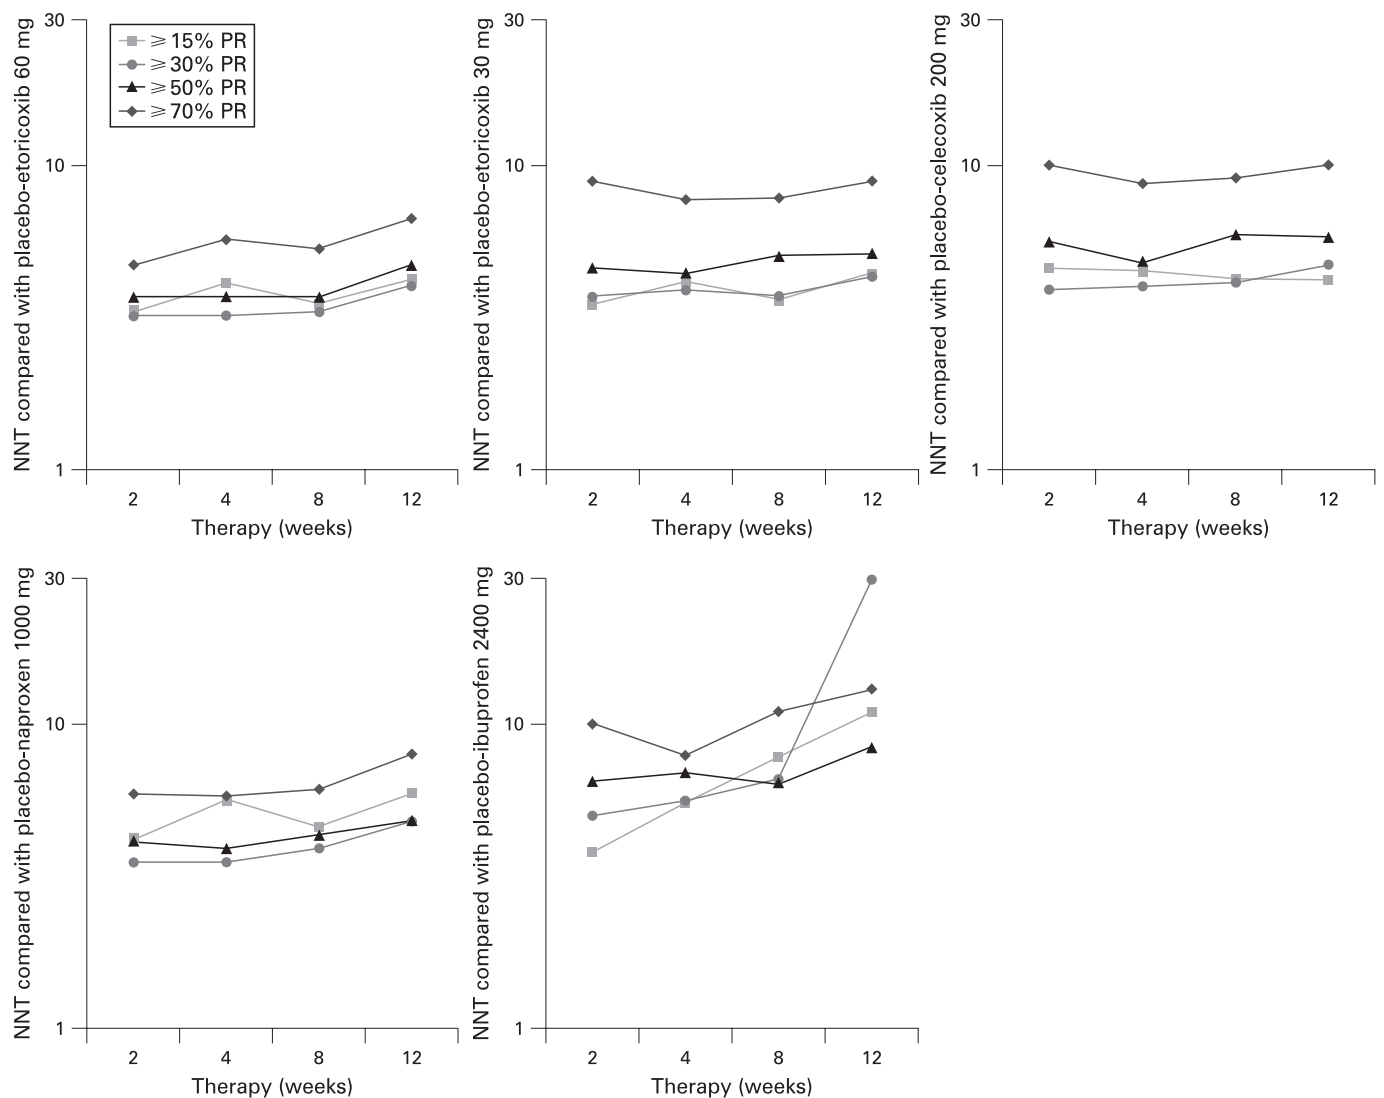 NNT compared with placebo-etoricoxib 60 mg
30
10
1
⩾ 15% PR
⩾ 30% PR
⩾ 50% PR
⩾ 70% PR
2 4 8 12
Therapy (weeks)
NNT compared with placebo-etoricoxib 30 mg
30
10
1
2 4 8 12
Therapy (weeks)
NNT compared with placebo-celecoxib 200 mg
30
10
1
2 4 8 12
Therapy (weeks)
NNT compared with placebo-naproxen 1000 mg
30
10
1
2 4 8 12
Therapy (weeks)
NNT compared with placebo-ibuprofen 2400 mg
30
10
1
2 4 8 12
Therapy (weeks)